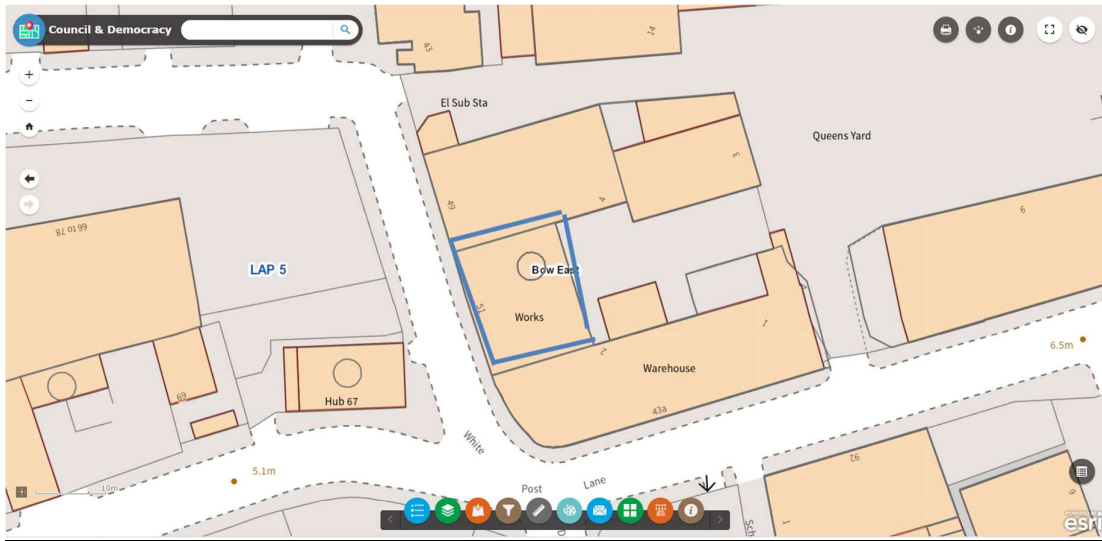 Council & Democracy
43
14
El Sub Sta
Queens Yard
3
49
4
6
66 to 78
LAP 5
Bow East
51
Works
1
2
6.5m
Warehouse
69
Hub 67
43a
White
Post
Lane
92
5.1m
10m
1
9
Sch
esri